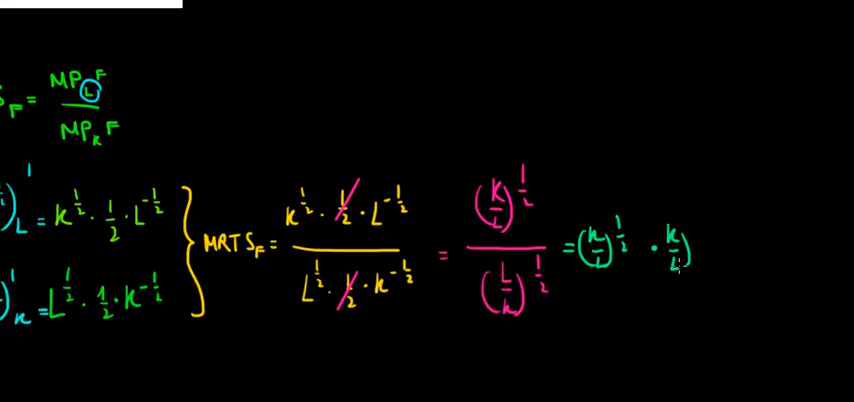 S_F = MP_L F / MP_K F
)'_L = K^{1/2} · 1/2 · L^{-1/2}
)'_K = L^{1/2} · 1/2 · K^{-1/2}
} MRTS_F = K^{1/2} · 1/2 · L^{-1/2} / L^{1/2} · 1/2 · K^{-1/2} = (K/L)^{1/2} / (L/K)^{1/2} = (K/L)^{1/2} · K/L)